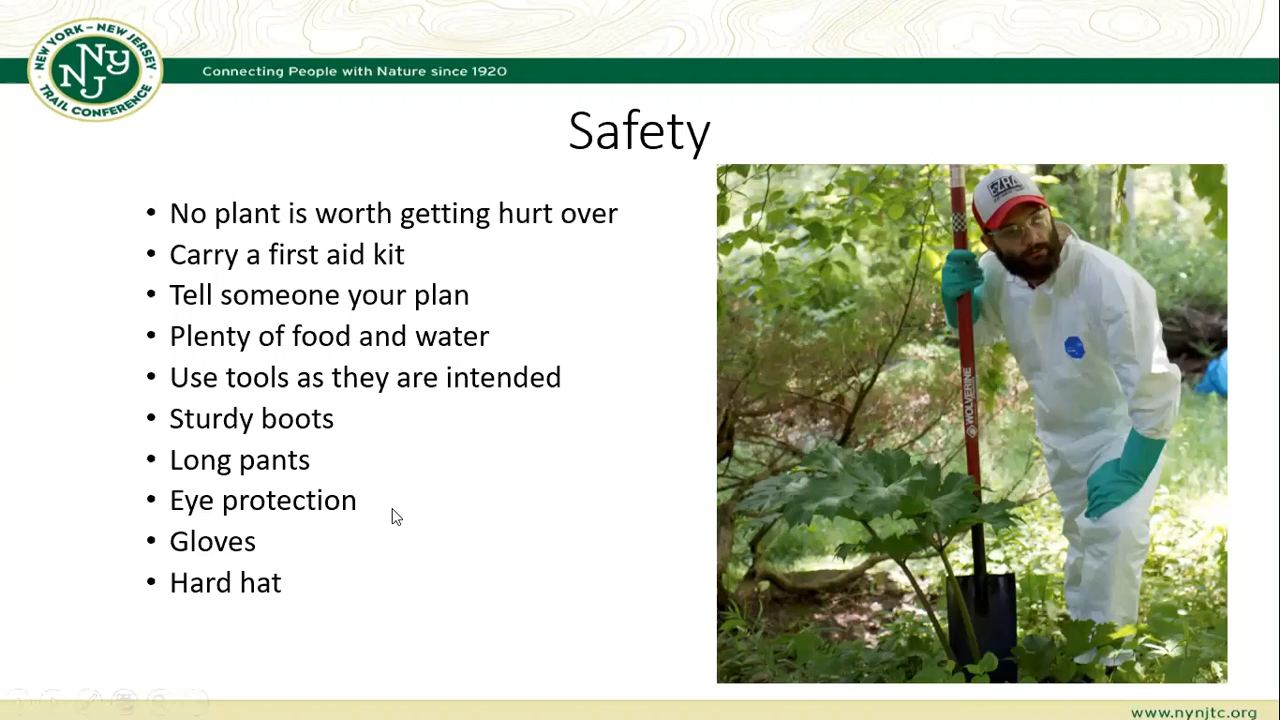 NEW YORK – NEW JERSEY
NY
NJ
TRAIL CONFERENCE
Connecting People with Nature since 1920
Safety
• No plant is worth getting hurt over
• Carry a first aid kit
• Tell someone your plan
• Plenty of food and water
• Use tools as they are intended
• Sturdy boots
• Long pants
• Eye protection
• Gloves
• Hard hat
WOLVERINE
www.nynjtc.org